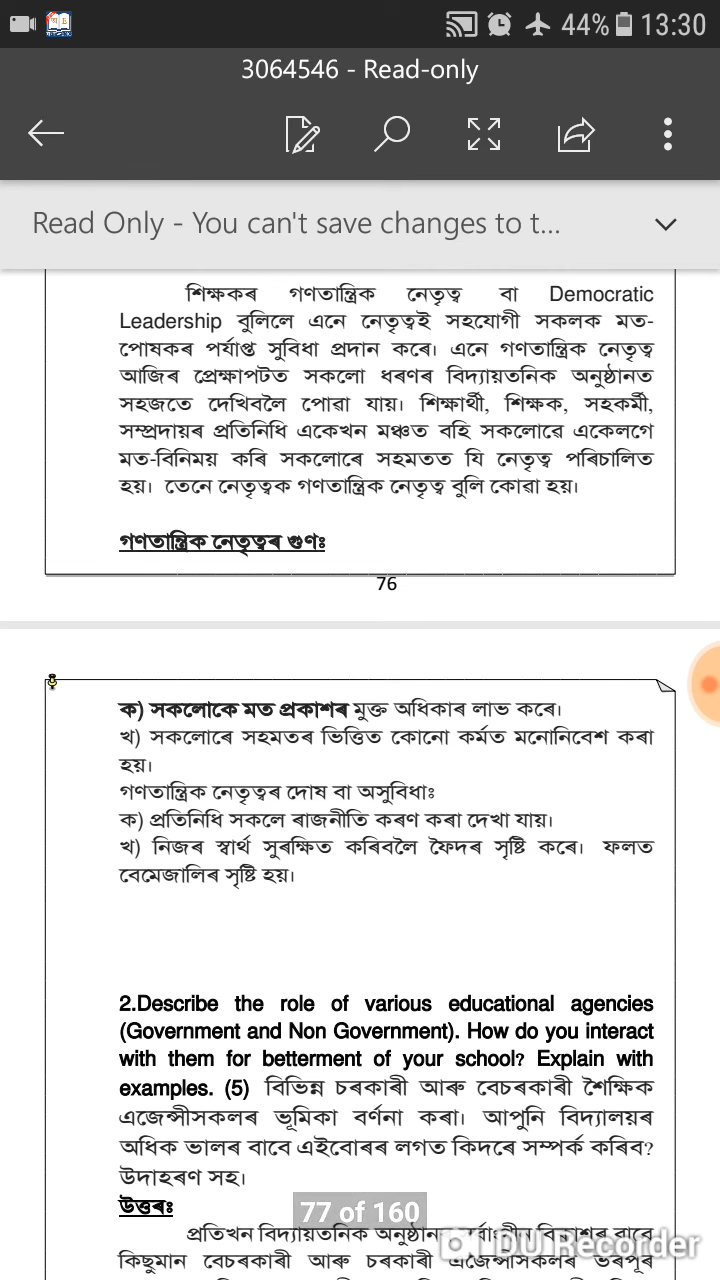 44% 13:30
3064546 - Read-only
Read Only - You can't save changes to t...
শিক্ষকৰ গণতান্ত্ৰিক নেতৃত্ব বা Democratic
Leadership বুলিলে এনে নেতৃত্বই সহযোগী সকলক মত-
পোষকৰ পৰ্যাপ্ত সুবিধা প্ৰদান কৰে। এনে গণতান্ত্ৰিক নেতৃত্ব
আজিৰ প্ৰেক্ষাপটত সকলো ধৰণৰ বিদ্যায়তনিক অনুষ্ঠানত
সহজতে দেখিবলৈ পোৱা যায়। শিক্ষাৰ্থী, শিক্ষক, সহকৰ্মী,
সম্প্ৰদায়ৰ প্ৰতিনিধি একেখন মঞ্চত বহি সকলোৱে একেলগে
মত-বিনিময় কৰি সকলোৰে সহমতত যি নেতৃত্ব পৰিচালিত
হয়। তেনে নেতৃত্বক গণতান্ত্ৰিক নেতৃত্ব বুলি কোৱা হয়।
গণতান্ত্ৰিক নেতৃত্বৰ গুণঃ
76
ক) সকলোকে মত প্ৰকাশৰ মুক্ত অধিকাৰ লাভ কৰে।
খ) সকলোৰে সহমতৰ ভিত্তিত কোনো কৰ্মত মনোনিবেশ কৰা
হয়।
গণতান্ত্ৰিক নেতৃত্বৰ দোষ বা অসুবিধাঃ
ক) প্ৰতিনিধি সকলে ৰাজনীতি কৰণ কৰা দেখা যায়।
খ) নিজৰ স্বাৰ্থ সুৰক্ষিত কৰিবলৈ ফৈদৰ সৃষ্টি কৰে। ফলত
বেমেজালিৰ সৃষ্টি হয়।
2.Describe the role of various educational agencies
(Government and Non Government). How do you interact
with them for betterment of your school? Explain with
examples. (5) বিভিন্ন চৰকাৰী আৰু বেচৰকাৰী শৈক্ষিক
এজেন্সীসকলৰ ভূমিকা বৰ্ণনা কৰা। আপুনি বিদ্যালয়ৰ
অধিক ভালৰ বাবে এইবোৰৰ লগত কিদৰে সম্পৰ্ক কৰিব?
উদাহৰণ সহ।
উত্তৰঃ
77 of 160
প্ৰতিখন বিদ্যায়তনিক অনুষ্ঠান বিকাশৰ বাবে
DU Recorder
কিছুমান বেচৰকাৰী আৰু চৰকাৰী এজেন্সীসকলৰ ভৰপূৰ